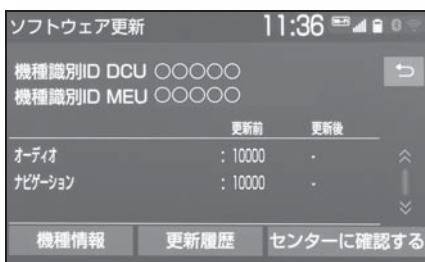 ソフトウェア更新 11:36
機種識別ID DCU ○○○○○
機種識別ID MEU ○○○○○
更新前 更新後
オーディオ : 10000 -
ナビゲーション : 10000 -
機種情報 更新履歴 センターに確認する